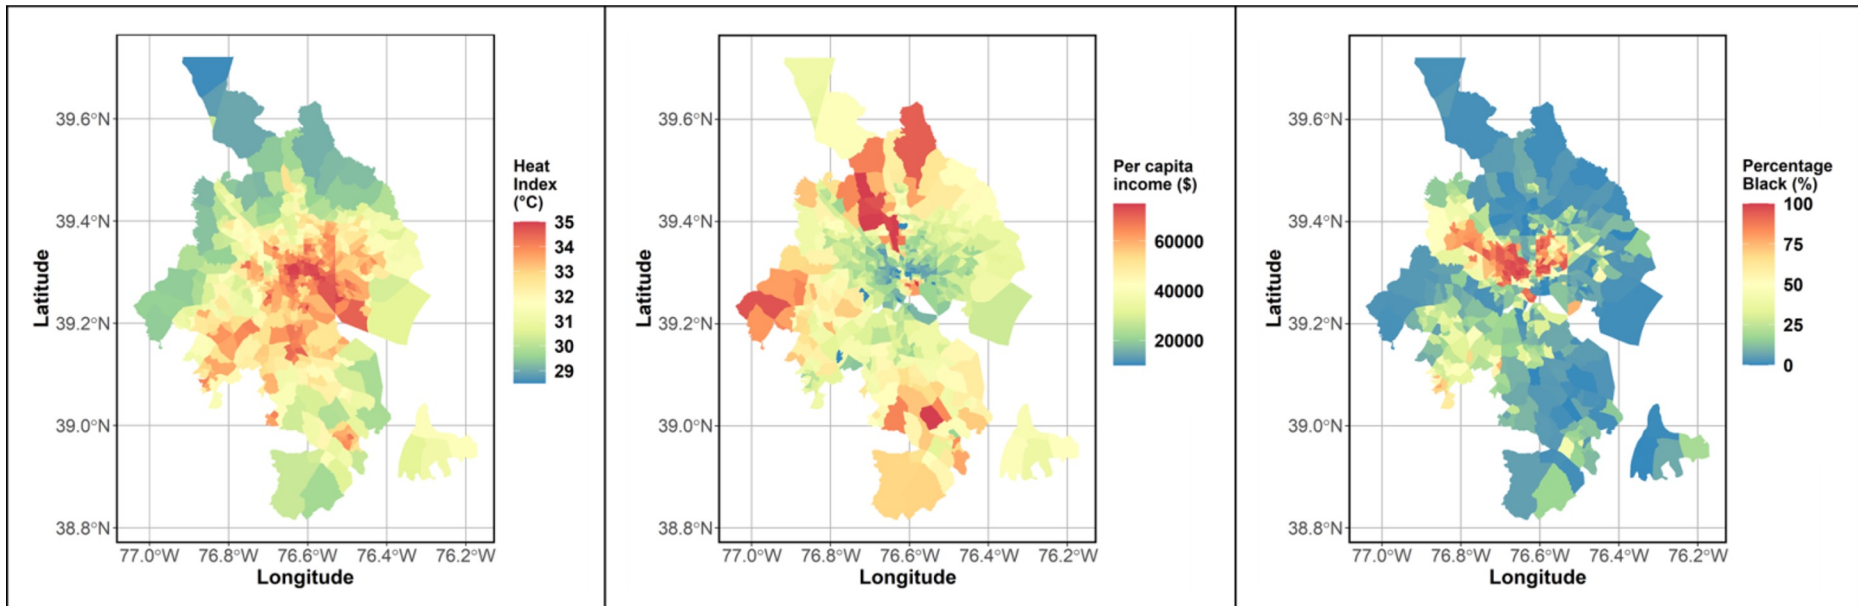 39.6°N
39.4°N
39.2°N
39.0°N
38.8°N
77.0°W 76.8°W 76.6°W 76.4°W 76.2°W
Latitude
Longitude
Heat
Index
(°C)
35
34
33
32
31
30
29
39.6°N
39.4°N
39.2°N
39.0°N
38.8°N
77.0°W 76.8°W 76.6°W 76.4°W 76.2°W
Latitude
Longitude
Per capita
income ($)
60000
40000
20000
39.6°N
39.4°N
39.2°N
39.0°N
38.8°N
77.0°W 76.8°W 76.6°W 76.4°W 76.2°W
Latitude
Longitude
Percentage
Black (%)
100
75
50
25
0